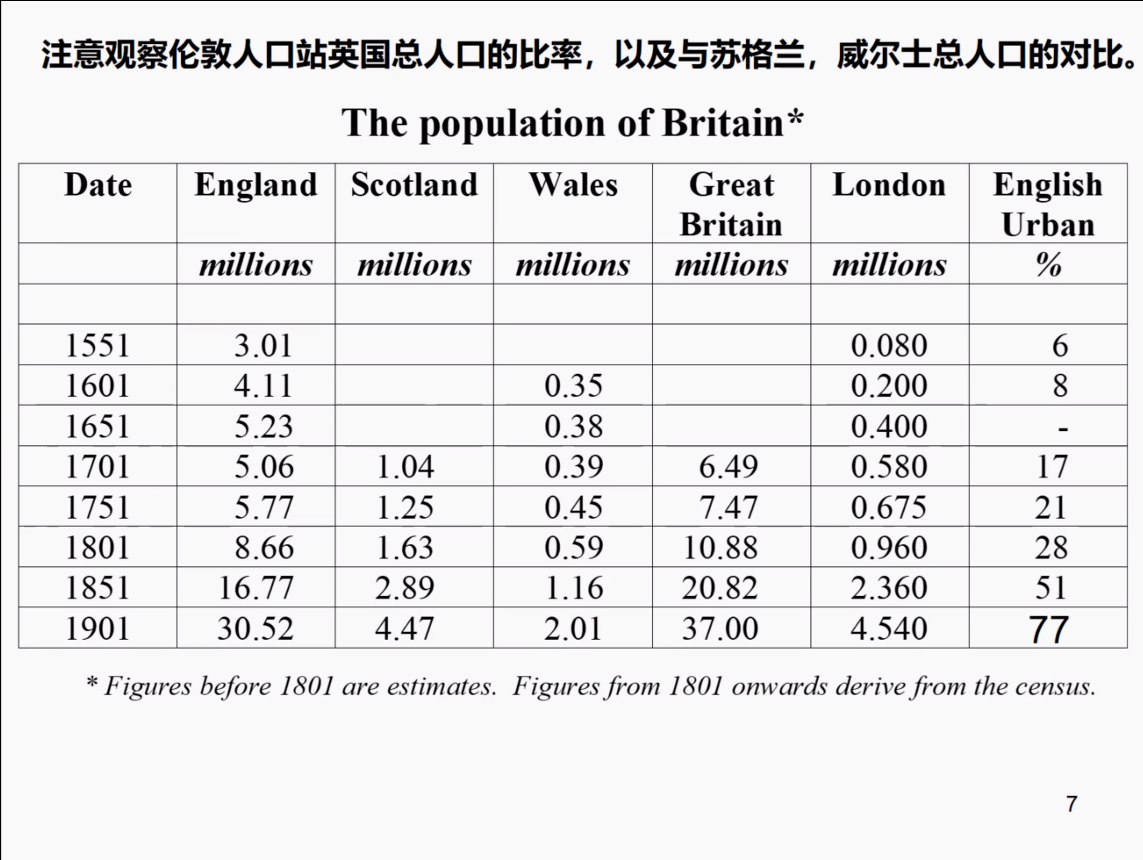 注意观察伦敦人口站英国总人口的比率，以及与苏格兰，威尔士总人口的对比。
The population of Britain*
Date England Scotland Wales Great Britain London English Urban
millions millions millions millions millions %
1551 3.01 0.080 6
1601 4.11 0.35 0.200 8
1651 5.23 0.38 0.400 -
1701 5.06 1.04 0.39 6.49 0.580 17
1751 5.77 1.25 0.45 7.47 0.675 21
1801 8.66 1.63 0.59 10.88 0.960 28
1851 16.77 2.89 1.16 20.82 2.360 51
1901 30.52 4.47 2.01 37.00 4.540 77
* Figures before 1801 are estimates. Figures from 1801 onwards derive from the census.
7